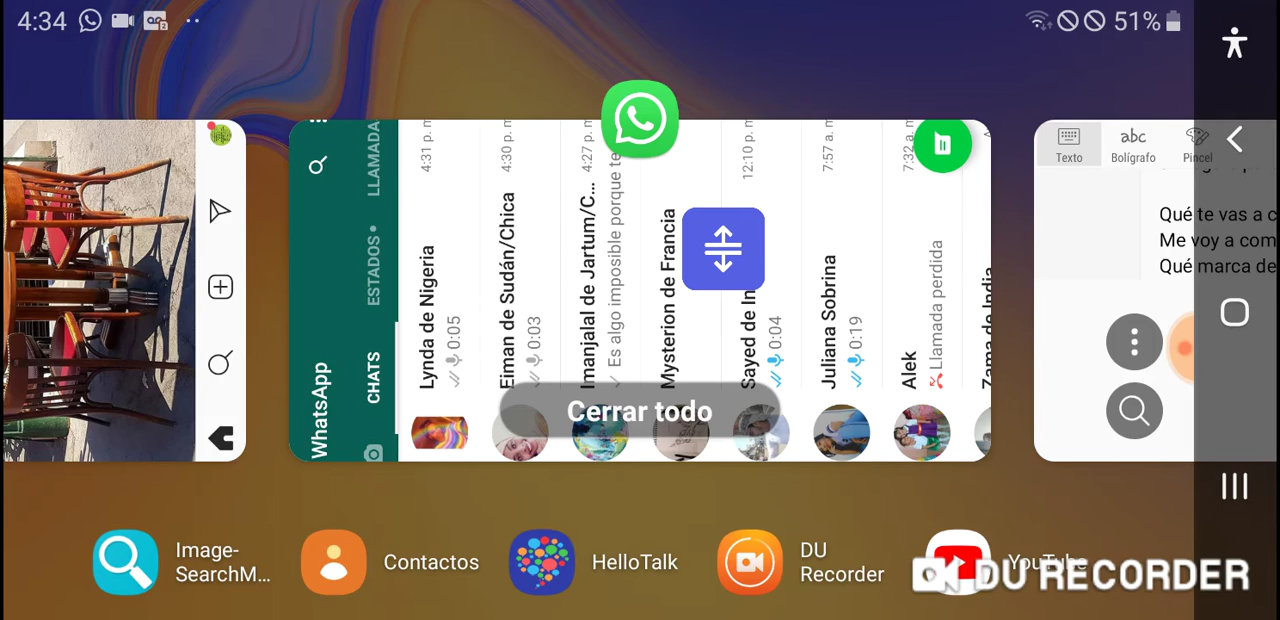 4:34
51%
WhatsApp
CHATS
ESTADOS
LLAMADA
Lynda de Nigeria
4:31 p. m
0:05
Eiman de Sudán/Chica
4:30 p. m
0:03
Imanjalal de Jartum/C...
4:27 p.
Es algo imposible porque te
Mysterion de Francia
Sayed de In
12:10 p. m
0:04
Juliana Sobrina
7:57 a. m
0:19
Alek
7:32 a. m
Llamada perdida
Zama de India
Texto
abc
Bolígrafo
Pincel
Qué te vas a c
Me voy a com
Qué marca de
Cerrar todo
Image-
SearchM...
Contactos
HelloTalk
DU
Recorder
YouTube
DU RECORDER